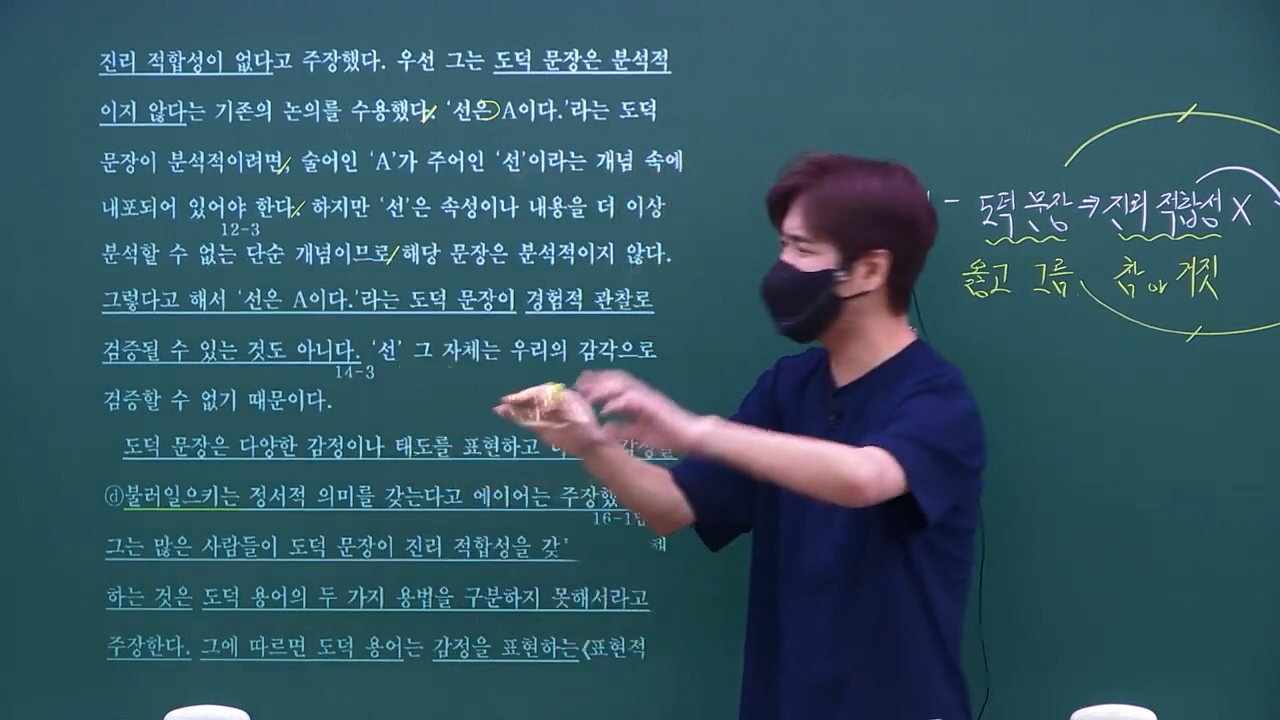 진리 적합성이 없다고 주장했다. 우선 그는 도덕 문장은 분석적
이지 않다는 기존의 논의를 수용했다. ‘선은 A이다.’라는 도덕
문장이 분석적이려면, 술어인 ‘A’가 주어인 ‘선’이라는 개념 속에
내포되어 있어야 한다. 하지만 ‘선’은 속성이나 내용을 더 이상
12-3
분석할 수 없는 단순 개념이므로 해당 문장은 분석적이지 않다.
그렇다고 해서 ‘선은 A이다.’라는 도덕 문장이 경험적 관찰로
검증될 수 있는 것도 아니다. ‘선’ 그 자체는 우리의 감각으로
14-3
검증할 수 없기 때문이다.
도덕 문장은 다양한 감정이나 태도를 표현하고
ⓓ불러일으키는 정서적 의미를 갖는다고 에이어는 주장했
16-1
그는 많은 사람들이 도덕 문장이 진리 적합성을
하는 것은 도덕 용어의 두 가지 용법을 구분하지 못해서라고
주장한다. 그에 따르면 도덕 용어는 감정을 표현하는《표현적
- 도덕 문장 ⇒ 진리 적합성 X
옳고 그름 참 or 거짓